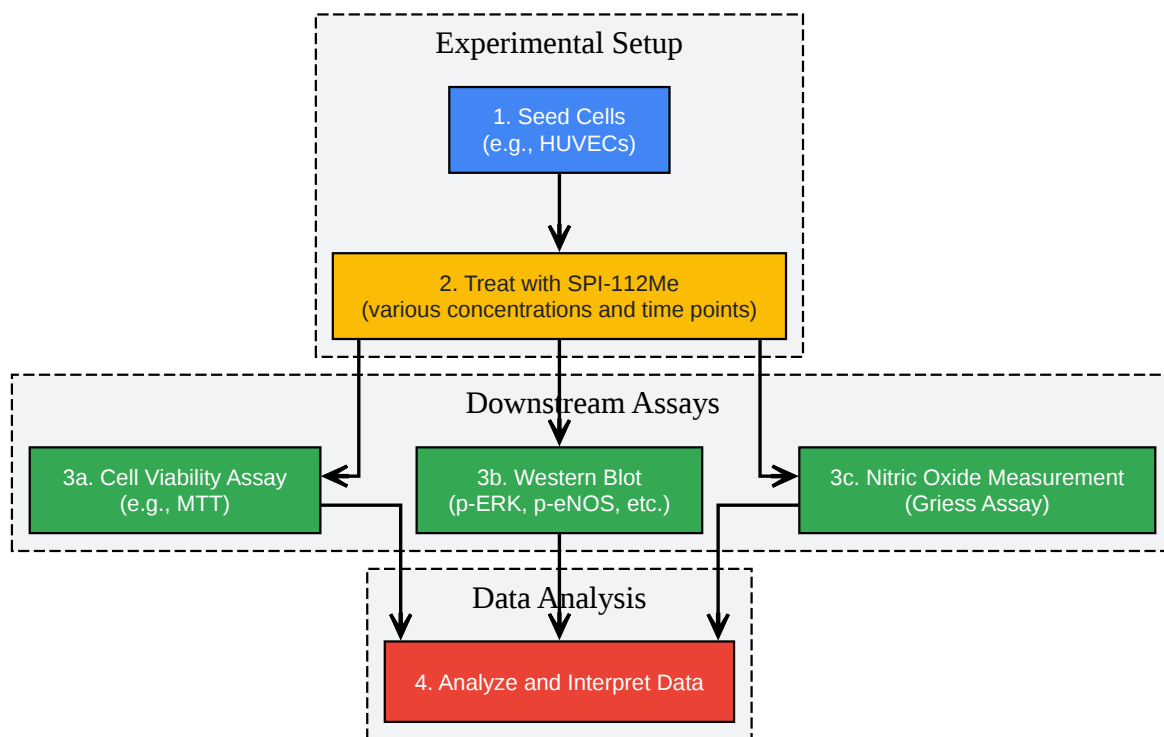 Experimental Setup
1. Seed Cells
(e.g., HUVECs)
2. Treat with SPI-112Me
(various concentrations and time points)
Downstream Assays
3a. Cell Viability Assay
(e.g., MTT)
3b. Western Blot
(p-ERK, p-eNOS, etc.)
3c. Nitric Oxide Measurement
(Griess Assay)
Data Analysis
4. Analyze and Interpret Data